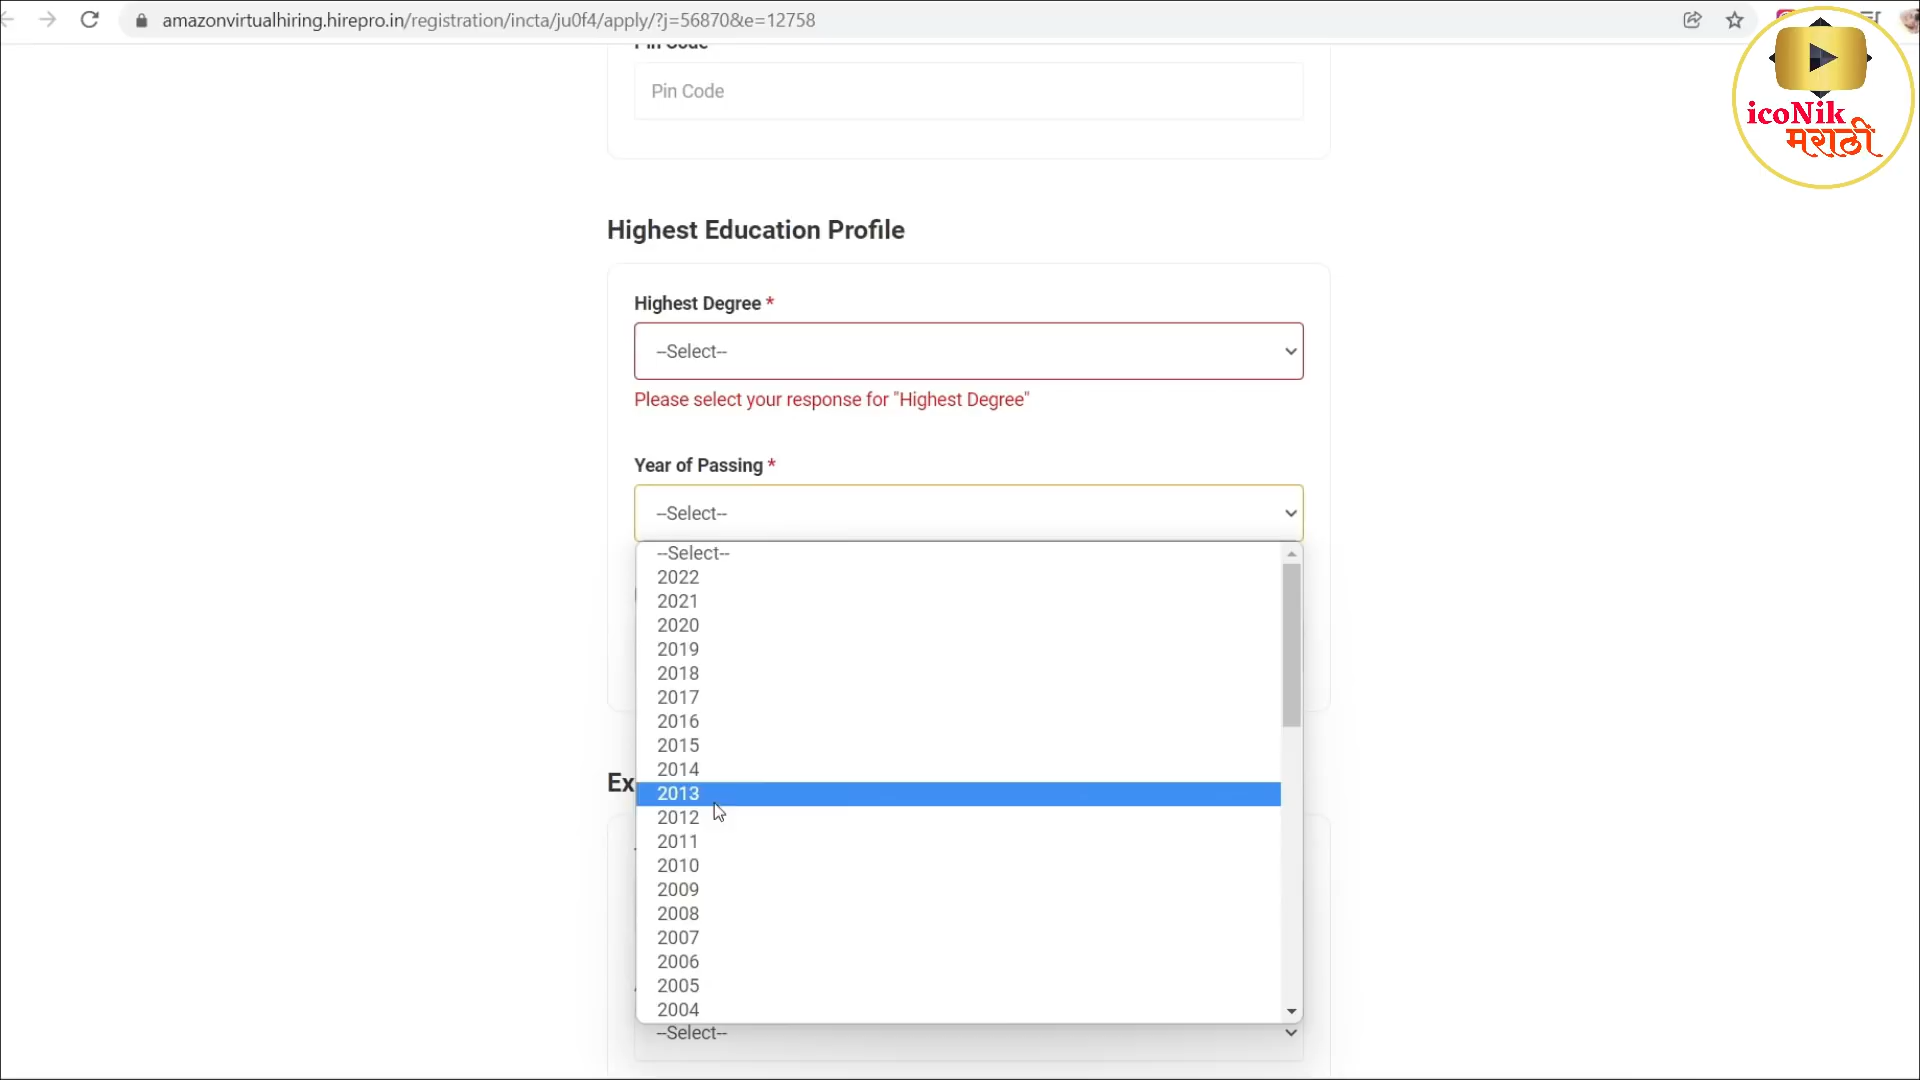 amazonvirtualhiring.hirepro.in/registration/incta/ju0f4/apply/?j=56870&e=12758
icoNik
मराठी
Pin Code
Pin Code
Highest Education Profile
Highest Degree *
--Select--
Please select your response for "Highest Degree"
Year of Passing *
--Select--
--Select--
2022
2021
2020
2019
2018
2017
2016
2015
2014
Ex
2013
2012
2011
2010
2009
2008
2007
2006
2005
2004
--Select--